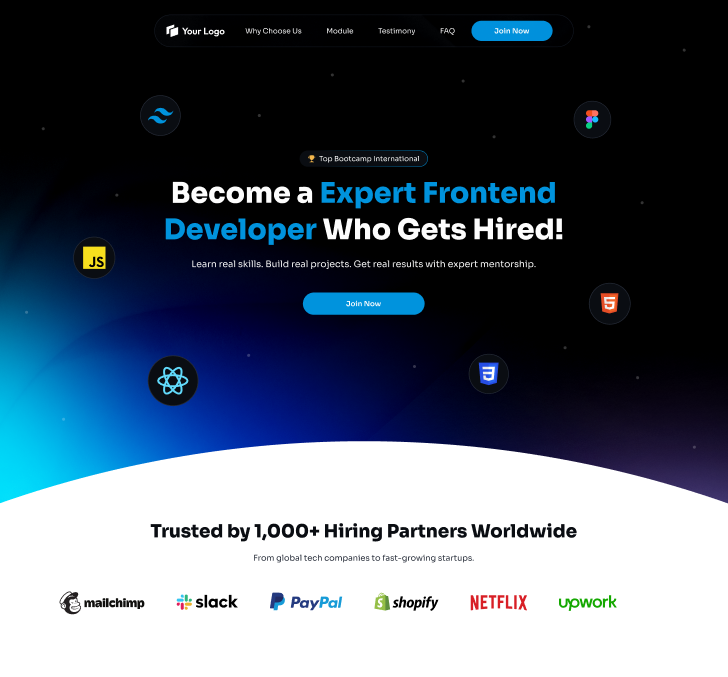 Your Logo Why Choose Us Module Testimony FAQ Join Now
Top Bootcamp International
Become a Expert Frontend
Developer Who Gets Hired!
Learn real skills. Build real projects. Get real results with expert mentorship.
JS
5
Join Now
3
Trusted by 1,000+ Hiring Partners Worldwide
From global tech companies to fast-growing startups.
mailchimp slack PayPal shopify NETFLIX upwork